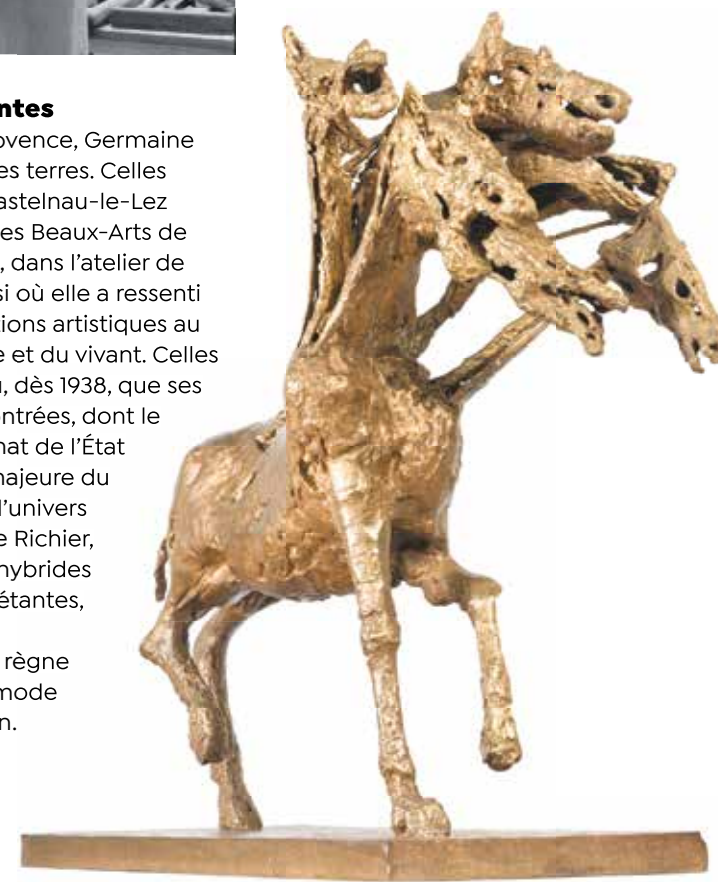 ntes
ovence, Germaine
es terres. Celles
astelnau-le-Lez
es Beaux-Arts de
, dans l’atelier de
si où elle a ressenti
tions artistiques au
e et du vivant. Celles
u, dès 1938, que ses
ontrées, dont le
nat de l’État
majeure du
l’univers
e Richier,
hybrides
étantes,
règne
mode
n.